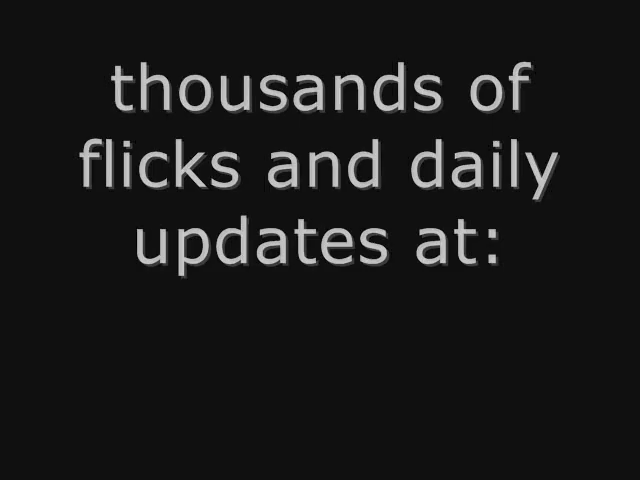 thousands of
flicks and daily
updates at: